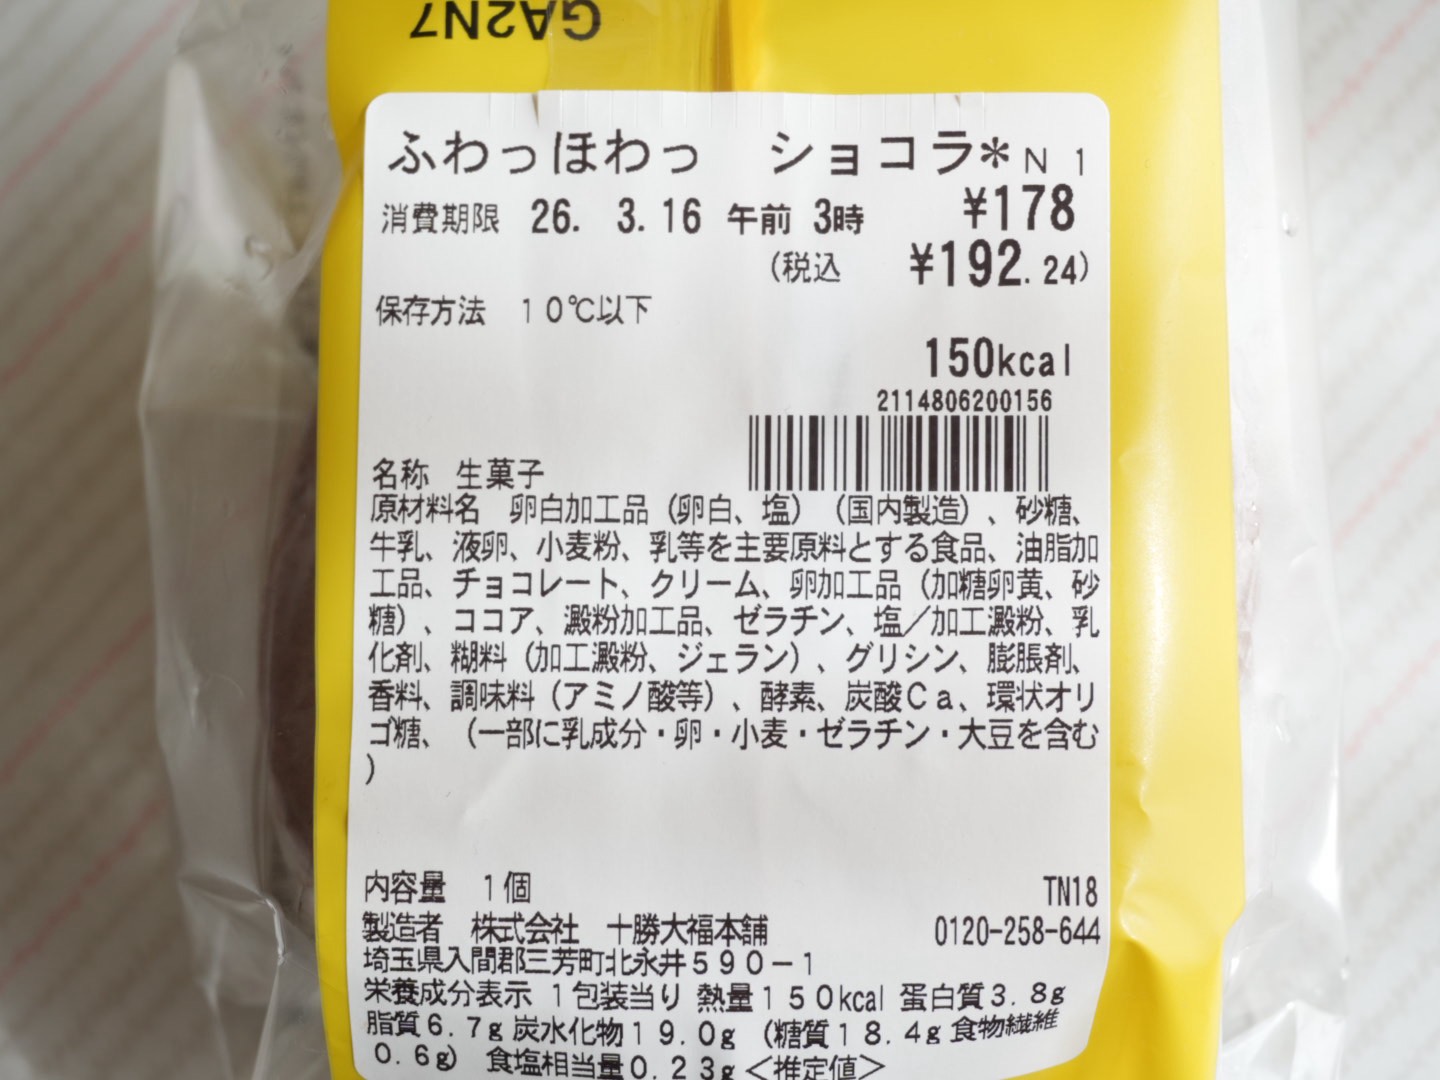 GA2N7
ふわっほわっ ショコラ*N 1
消費期限 26. 3.16 午前 3時 ¥178
(税込 ¥192.24)
保存方法 10℃以下
150kcal
2114806200156
名称 生菓子
原材料名 卵白加工品(卵白、塩)(国内製造)、砂糖、
牛乳、液卵、小麦粉、乳等を主要原料とする食品、油脂加
工品、チョコレート、クリーム、卵加工品(加糖卵黄、砂
糖)、ココア、澱粉加工品、ゼラチン、塩/加工澱粉、乳
化剤、糊料(加工澱粉、ジェラン)、グリシン、膨脹剤、
香料、調味料(アミノ酸等)、酵素、炭酸Ca、環状オリ
ゴ糖、(一部に乳成分・卵・小麦・ゼラチン・大豆を含む
)
内容量 1個 TN18
製造者 株式会社 十勝大福本舗 0120-258-644
埼玉県入間郡三芳町北永井590-1
栄養成分表示 1包装当り 熱量150kcal 蛋白質3.8g
脂質6.7g 炭水化物19.0g (糖質18.4g 食物繊維
0.6g) 食塩相当量0.23g <推定値>